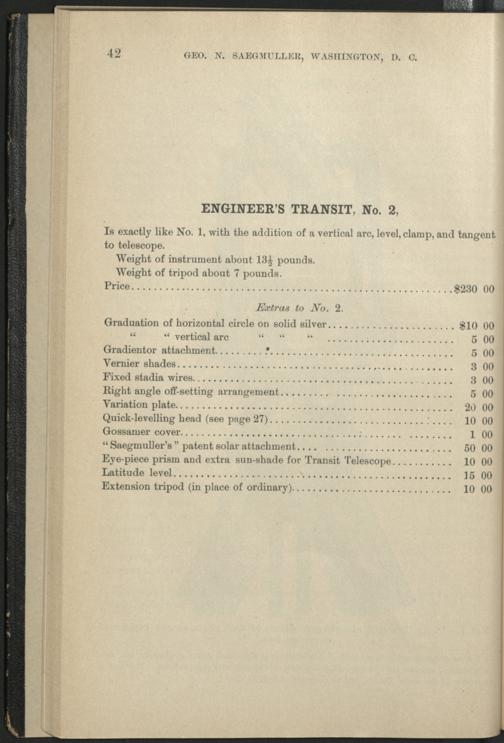 42
GEO. N. SAEGMULLER, WASHINGTON, D. C.
ENGINEER'S TRANSIT, No. 2,
Is exactly like No. 1, with the addition of a vertical arc, level, clamp, and tangent
to telescope.
Weight of instrument about 13½ pounds.
Weight of tripod about 7 pounds.
Price..........$230 00
Extras to No. 2.
Graduation of horizontal circle on solid silver..........$10 00
“ “ vertical arc “ “ “ .......... 5 00
Gradientor attachment.......... 5 00
Vernier shades.......... 3 00
Fixed stadia wires.......... 3 00
Right angle off-setting arrangement.......... 5 00
Variation plate.......... 20 00
Quick-levelling head (see page 27).......... 10 00
Gossamer cover.......... 1 00
“Saegmuller's” patent solar attachment.......... 50 00
Eye-piece prism and extra sun-shade for Transit Telescope.......... 10 00
Latitude level.......... 15 00
Extension tripod (in place of ordinary).......... 10 00